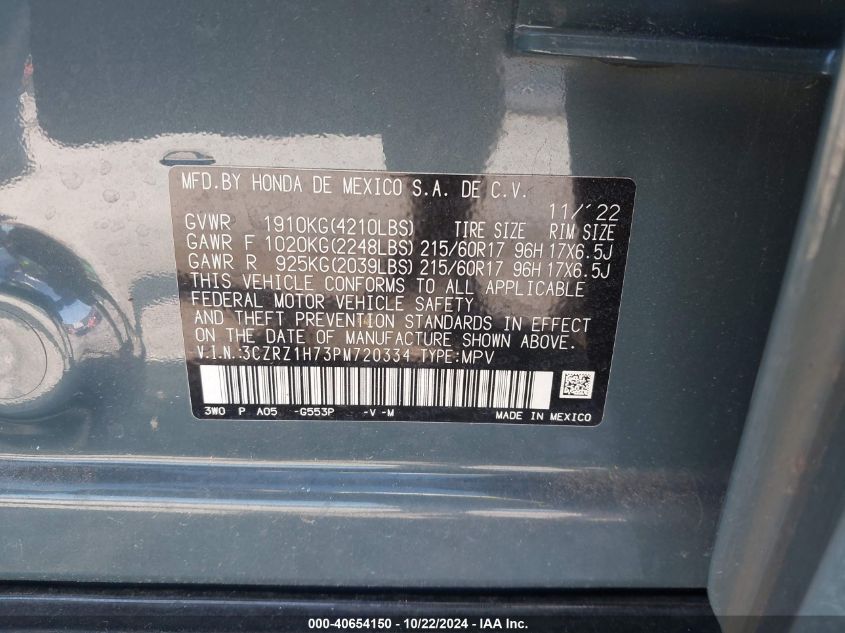 MFD.BY HONDA DE MEXICO S.A. DE C.V.
11/'22
GVWR 1910KG(4210LBS) TIRE SIZE RIM SIZE
GAWR F 1020KG(2248LBS) 215/60R17 96H 17X6.5J
GAWR R 925KG(2039LBS) 215/60R17 96H 17X6.5J
THIS VEHICLE CONFORMS TO ALL APPLICABLE
FEDERAL MOTOR VEHICLE SAFETY
AND THEFT PREVENTION STANDARDS IN EFFECT
ON THE DATE OF MANUFACTURE SHOWN ABOVE.
V.I.N.:3CZRZ1H73PM720334 TYPE:MPV
3W0 P A05 -G553P -V -M MADE IN MEXICO
000-40654150 - 10/22/2024 - IAAI.com